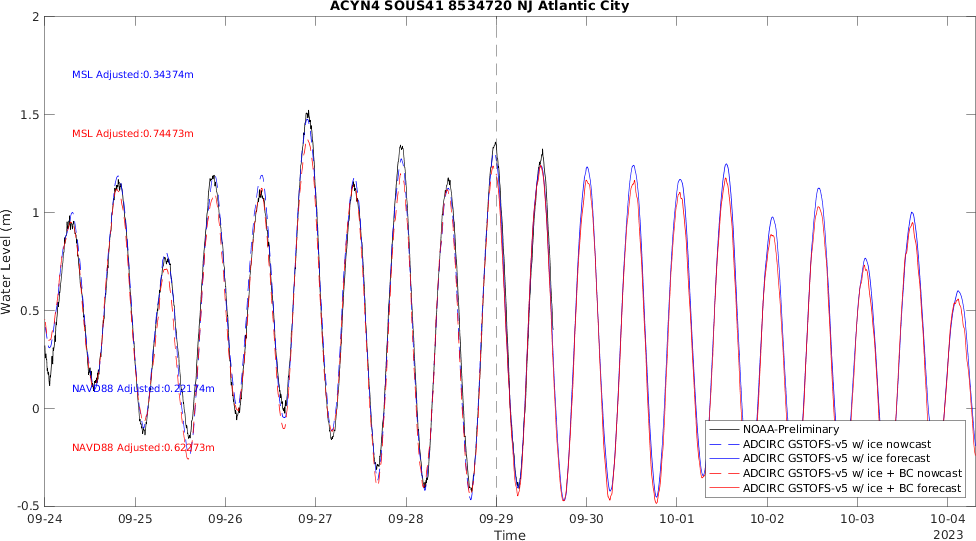 ACYN4 SOUS41 8534720 NJ Atlantic City
Water Level (m)
2
1.5
1
0.5
0
-0.5
MSL Adjusted:0.34374m
MSL Adjusted:0.74473m
NAVD88 Adjusted:0.22174m
NAVD88 Adjusted:0.62273m
NOAA-Preliminary
ADCIRC GSTOFS-v5 w/ ice nowcast
ADCIRC GSTOFS-v5 w/ ice forecast
ADCIRC GSTOFS-v5 w/ ice + BC nowcast
ADCIRC GSTOFS-v5 w/ ice + BC forecast
09-24 09-25 09-26 09-27 09-28 09-29 09-30 10-01 10-02 10-03 10-04
Time
2023